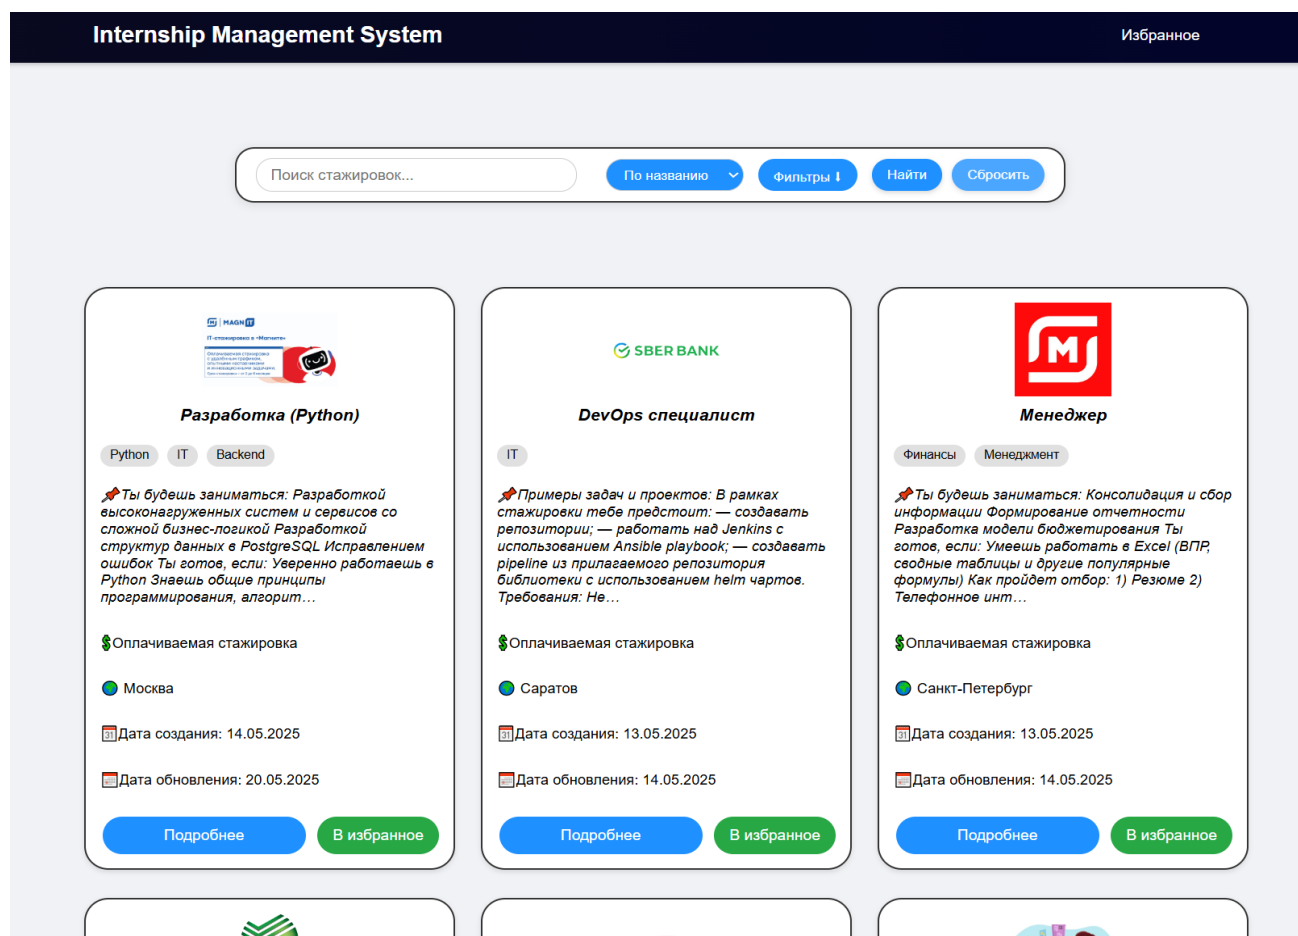 Internship Management System
Избранное
Поиск стажировок...
По названию
Фильтры ⬇
Найти
Сбросить
MAGNIT
IT-стажировка в «Магните»
Разработка (Python)
Python
IT
Backend
📌Ты будешь заниматься: Разработкой
высоконагруженных систем и сервисов со
сложной бизнес-логикой Разработкой
структур данных в PostgreSQL Исправлением
ошибок Ты готов, если: Уверенно работаешь в
Python Знаешь общие принципы
программирования, алгорит…
💲Оплачиваемая стажировка
🌍 Москва
📅Дата создания: 14.05.2025
📅Дата обновления: 20.05.2025
Подробнее
В избранное
SBER BANK
DevOps специалист
IT
📌Примеры задач и проектов: В рамках
стажировки тебе предстоит: — создавать
репозитории; — работать над Jenkins с
использованием Ansible playbook; — создавать
pipeline из прилагаемого репозитория
библиотеки с использованием helm чартов.
Требования: Не…
💲Оплачиваемая стажировка
🌍 Саратов
📅Дата создания: 13.05.2025
📅Дата обновления: 14.05.2025
Подробнее
В избранное
Менеджер
Финансы
Менеджмент
📌Ты будешь заниматься: Консолидация и сбор
информации Формирование отчетности
Разработка модели бюджетирования Ты
готов, если: Умеешь работать в Excel (ВПР,
сводные таблицы и другие популярные
формулы) Как пройдет отбор: 1) Резюме 2)
Телефонное инт…
💲Оплачиваемая стажировка
🌍 Санкт-Петербург
📅Дата создания: 13.05.2025
📅Дата обновления: 14.05.2025
Подробнее
В избранное